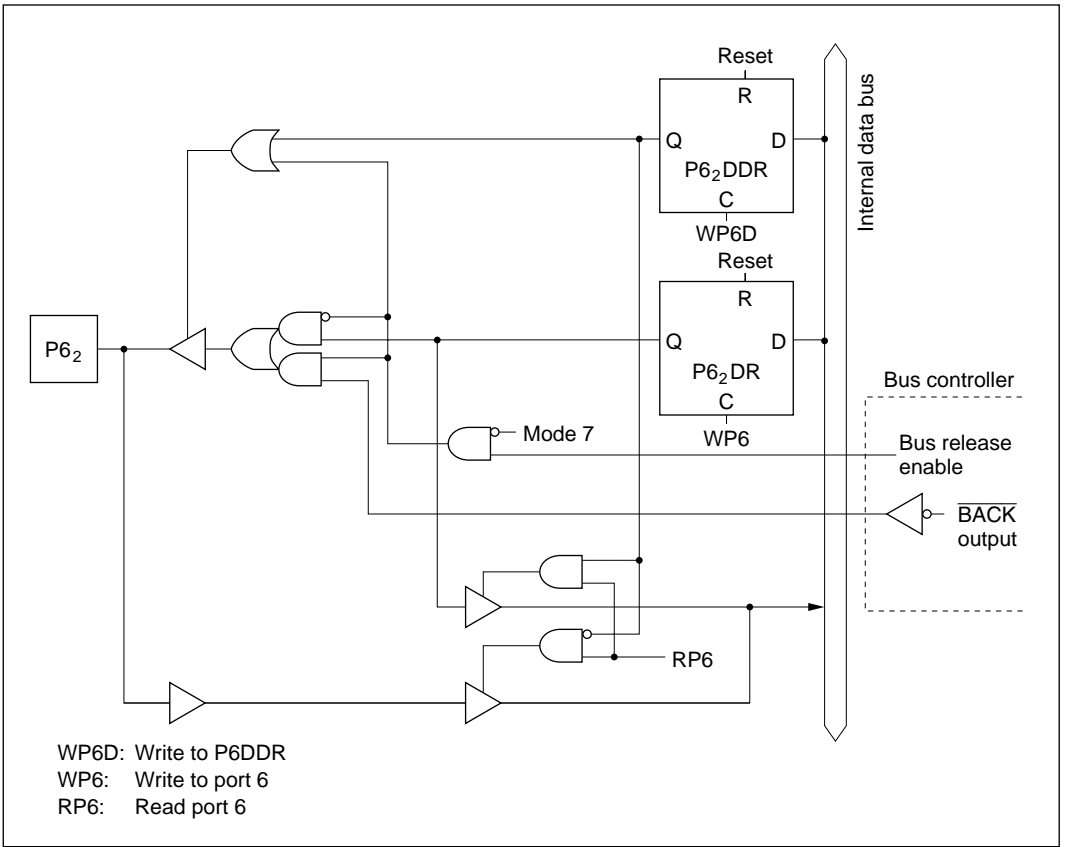 Reset
R
Q
D
P6₂DDR
C
WP6D
Internal data bus
Reset
R
P6₂
Q
D
P6₂DR
C
WP6
Bus controller
Mode 7
Bus release
enable
B̅A̅C̅K̅
output
RP6
WP6D: Write to P6DDR
WP6: Write to port 6
RP6: Read port 6